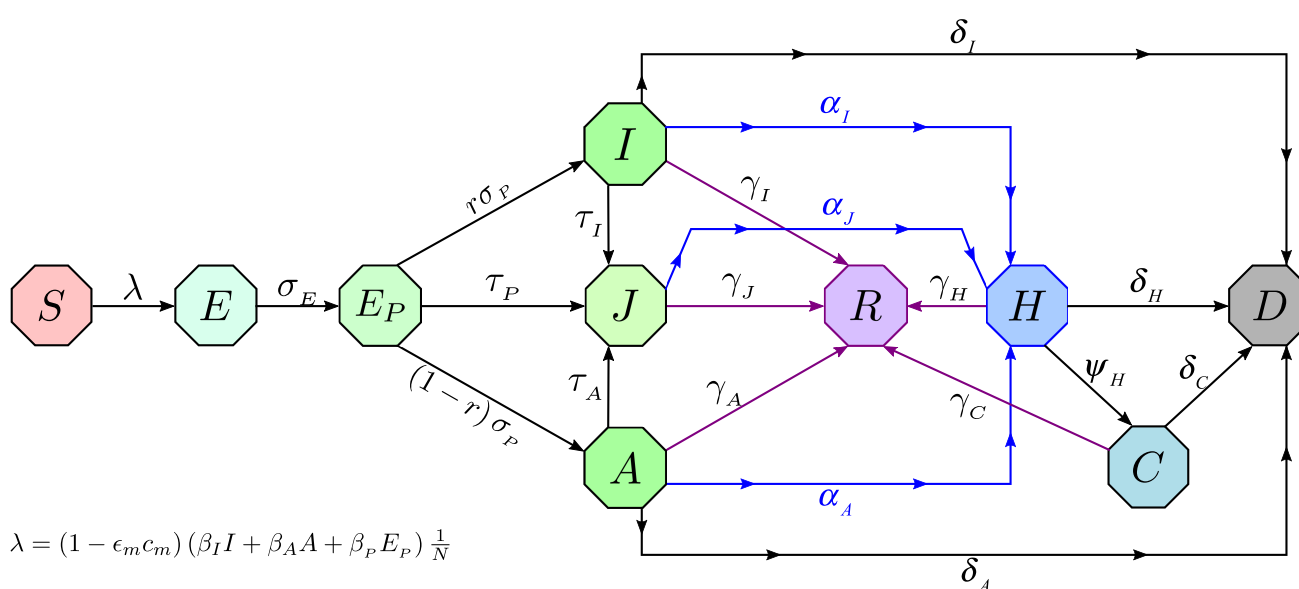 δ_I
α_I
I
rσ_P
γ_I
α_J
τ_I
S
λ
E
σ_E
E_P
τ_P
J
γ_J
R
γ_H
H
δ_H
D
(1 − r)σ_P
τ_A
γ_A
γ_C
ψ_H
δ_C
A
C
α_A
λ = (1 − ϵ_m c_m) (β_I I + β_A A + β_P E_P) 1/N
δ_A